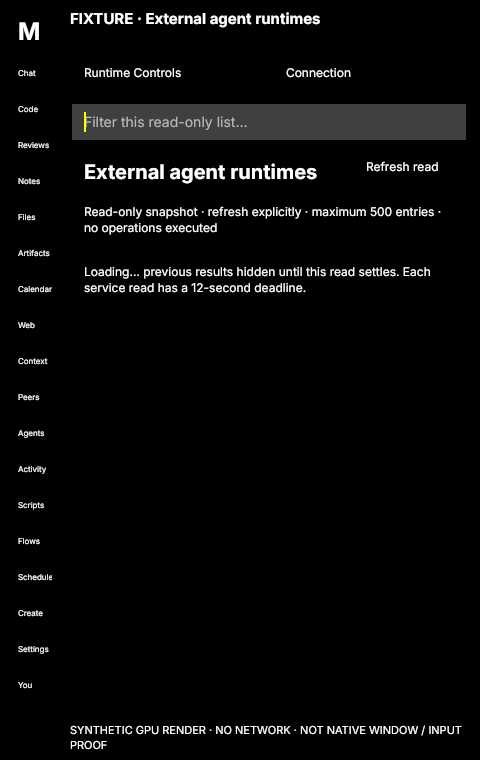 M
FIXTURE · External agent runtimes
Chat
Code
Reviews
Notes
Files
Artifacts
Calendar
Web
Context
Peers
Agents
Activity
Scripts
Flows
Schedule
Create
Settings
You
Runtime Controls
Connection
Filter this read-only list...
External agent runtimes
Refresh read
Read-only snapshot · refresh explicitly · maximum 500 entries ·
no operations executed
Loading... previous results hidden until this read settles. Each
service read has a 12-second deadline.
SYNTHETIC GPU RENDER · NO NETWORK · NOT NATIVE WINDOW / INPUT
PROOF